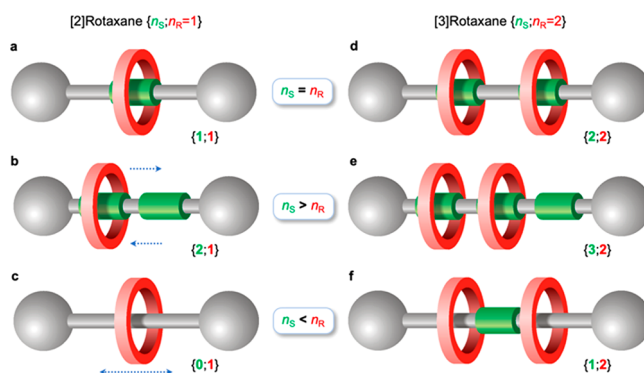 [2]Rotaxane {nS;nR=1}
[3]Rotaxane {nS;nR=2}
a
d
nS = nR
{1;1}
{2;2}
b
e
nS > nR
{2;1}
{3;2}
c
f
nS < nR
{0;1}
{1;2}